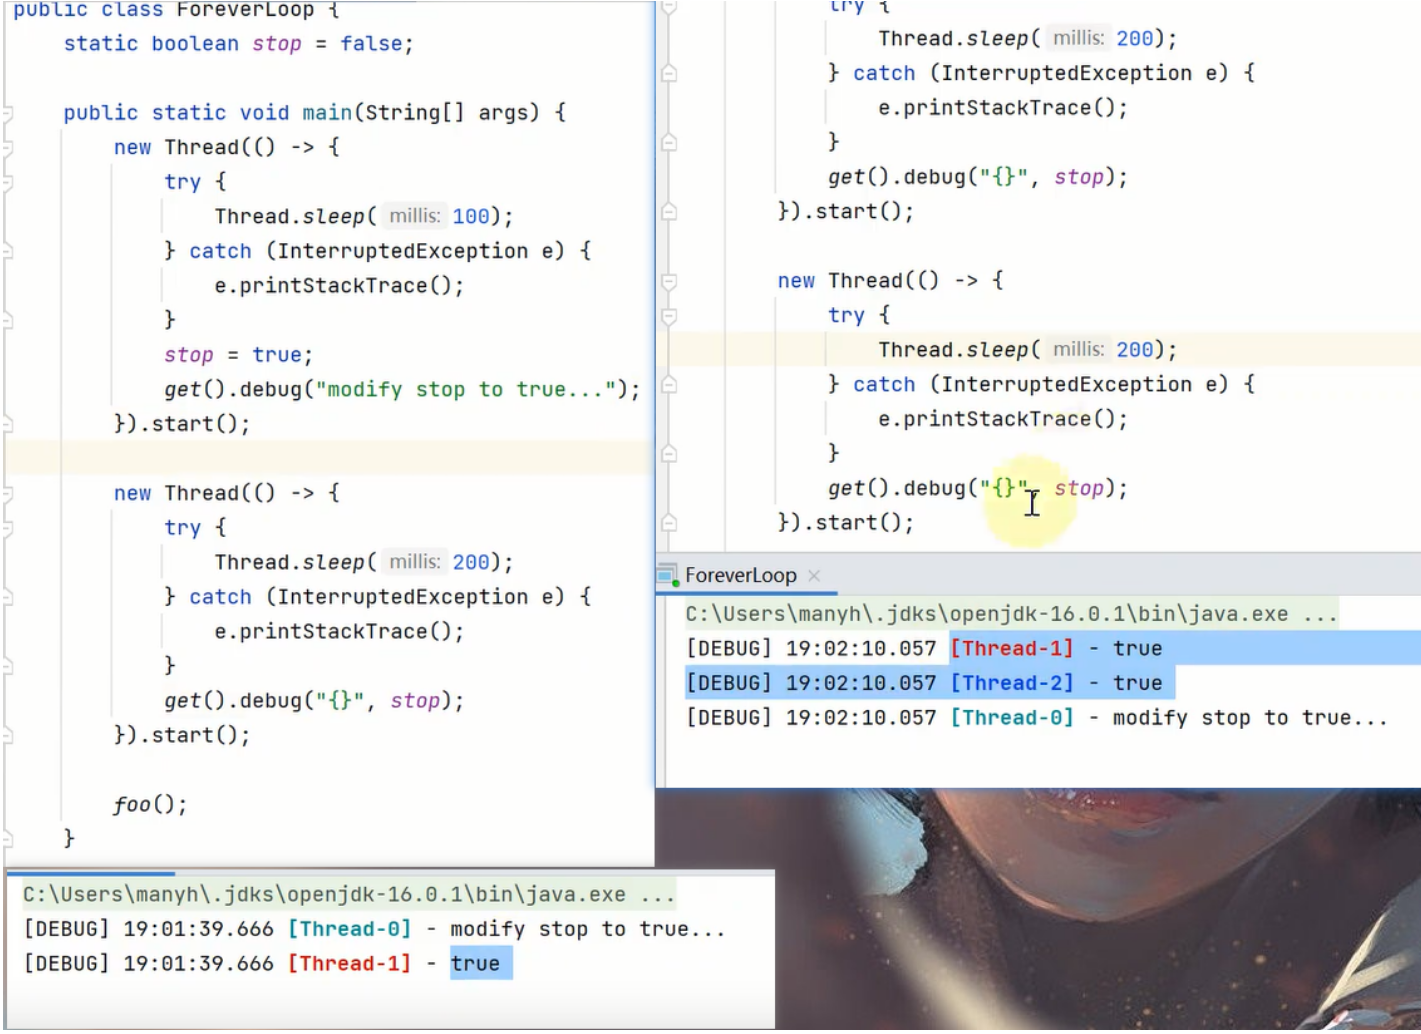 public class ForeverLoop {
static boolean stop = false;
public static void main(String[] args) {
new Thread(() -> {
try {
Thread.sleep( millis: 100);
} catch (InterruptedException e) {
e.printStackTrace();
}
stop = true;
get().debug("modify stop to true...");
}).start();
new Thread(() -> {
try {
Thread.sleep( millis: 200);
} catch (InterruptedException e) {
e.printStackTrace();
}
get().debug("{}", stop);
}).start();
foo();
}
C:\Users\manyh\.jdks\openjdk-16.0.1\bin\java.exe ...
[DEBUG] 19:01:39.666 [Thread-0] - modify stop to true...
[DEBUG] 19:01:39.666 [Thread-1] - true
try {
Thread.sleep( millis: 200);
} catch (InterruptedException e) {
e.printStackTrace();
}
get().debug("{}", stop);
}).start();
new Thread(() -> {
try {
Thread.sleep( millis: 200);
} catch (InterruptedException e) {
e.printStackTrace();
}
get().debug("{}", stop);
}).start();
ForeverLoop ×
C:\Users\manyh\.jdks\openjdk-16.0.1\bin\java.exe ...
[DEBUG] 19:02:10.057 [Thread-1] - true
[DEBUG] 19:02:10.057 [Thread-2] - true
[DEBUG] 19:02:10.057 [Thread-0] - modify stop to true...